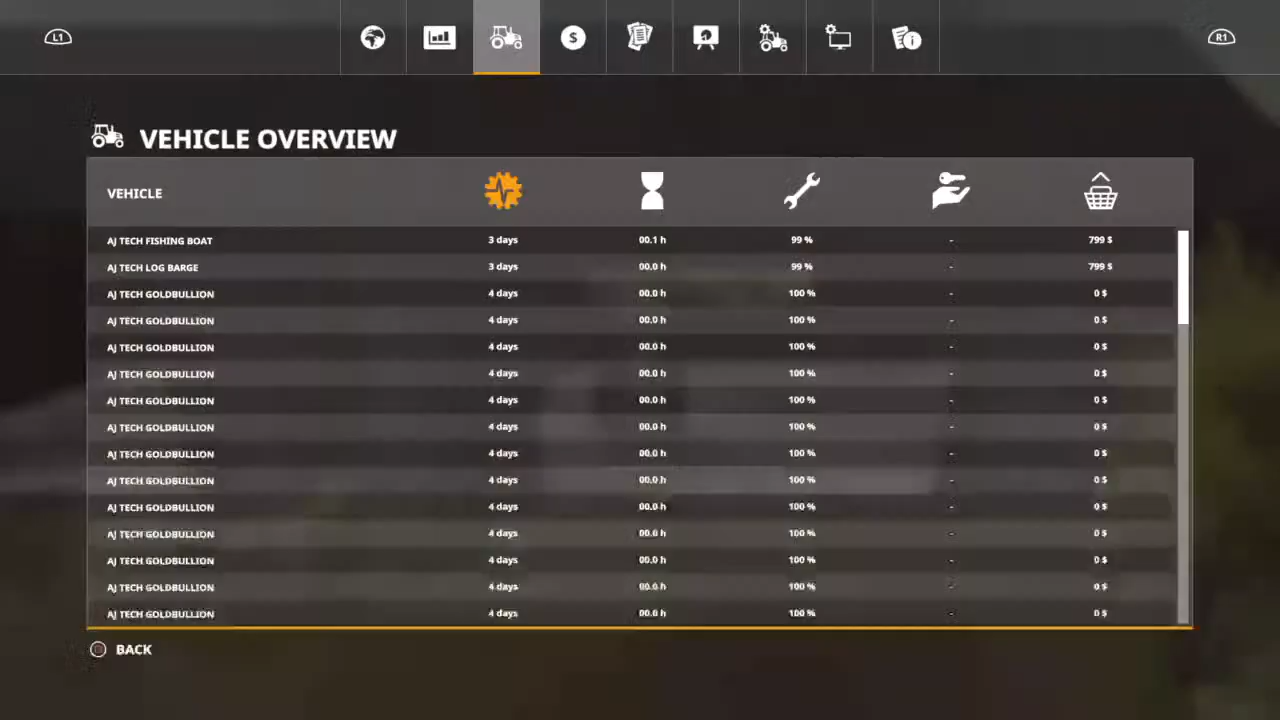 L1
$
i
R1
VEHICLE OVERVIEW
VEHICLE
AJ TECH FISHING BOAT 3 days 00.1 h 99 % - 799 $
AJ TECH LOG BARGE 3 days 00.0 h 99 % - 799 $
AJ TECH GOLDBULLION 4 days 00.0 h 100 % - 0 $
AJ TECH GOLDBULLION 4 days 00.0 h 100 % - 0 $
AJ TECH GOLDBULLION 4 days 00.0 h 100 % - 0 $
AJ TECH GOLDBULLION 4 days 00.0 h 100 % - 0 $
AJ TECH GOLDBULLION 4 days 00.0 h 100 % - 0 $
AJ TECH GOLDBULLION 4 days 00.0 h 100 % - 0 $
AJ TECH GOLDBULLION 4 days 00.0 h 100 % - 0 $
AJ TECH GOLDBULLION 4 days 00.0 h 100 % - 0 $
AJ TECH GOLDBULLION 4 days 00.0 h 100 % - 0 $
AJ TECH GOLDBULLION 4 days 00.0 h 100 % - 0 $
AJ TECH GOLDBULLION 4 days 00.0 h 100 % - 0 $
AJ TECH GOLDBULLION 4 days 00.0 h 100 % - 0 $
AJ TECH GOLDBULLION 4 days 00.0 h 100 % - 0 $
BACK